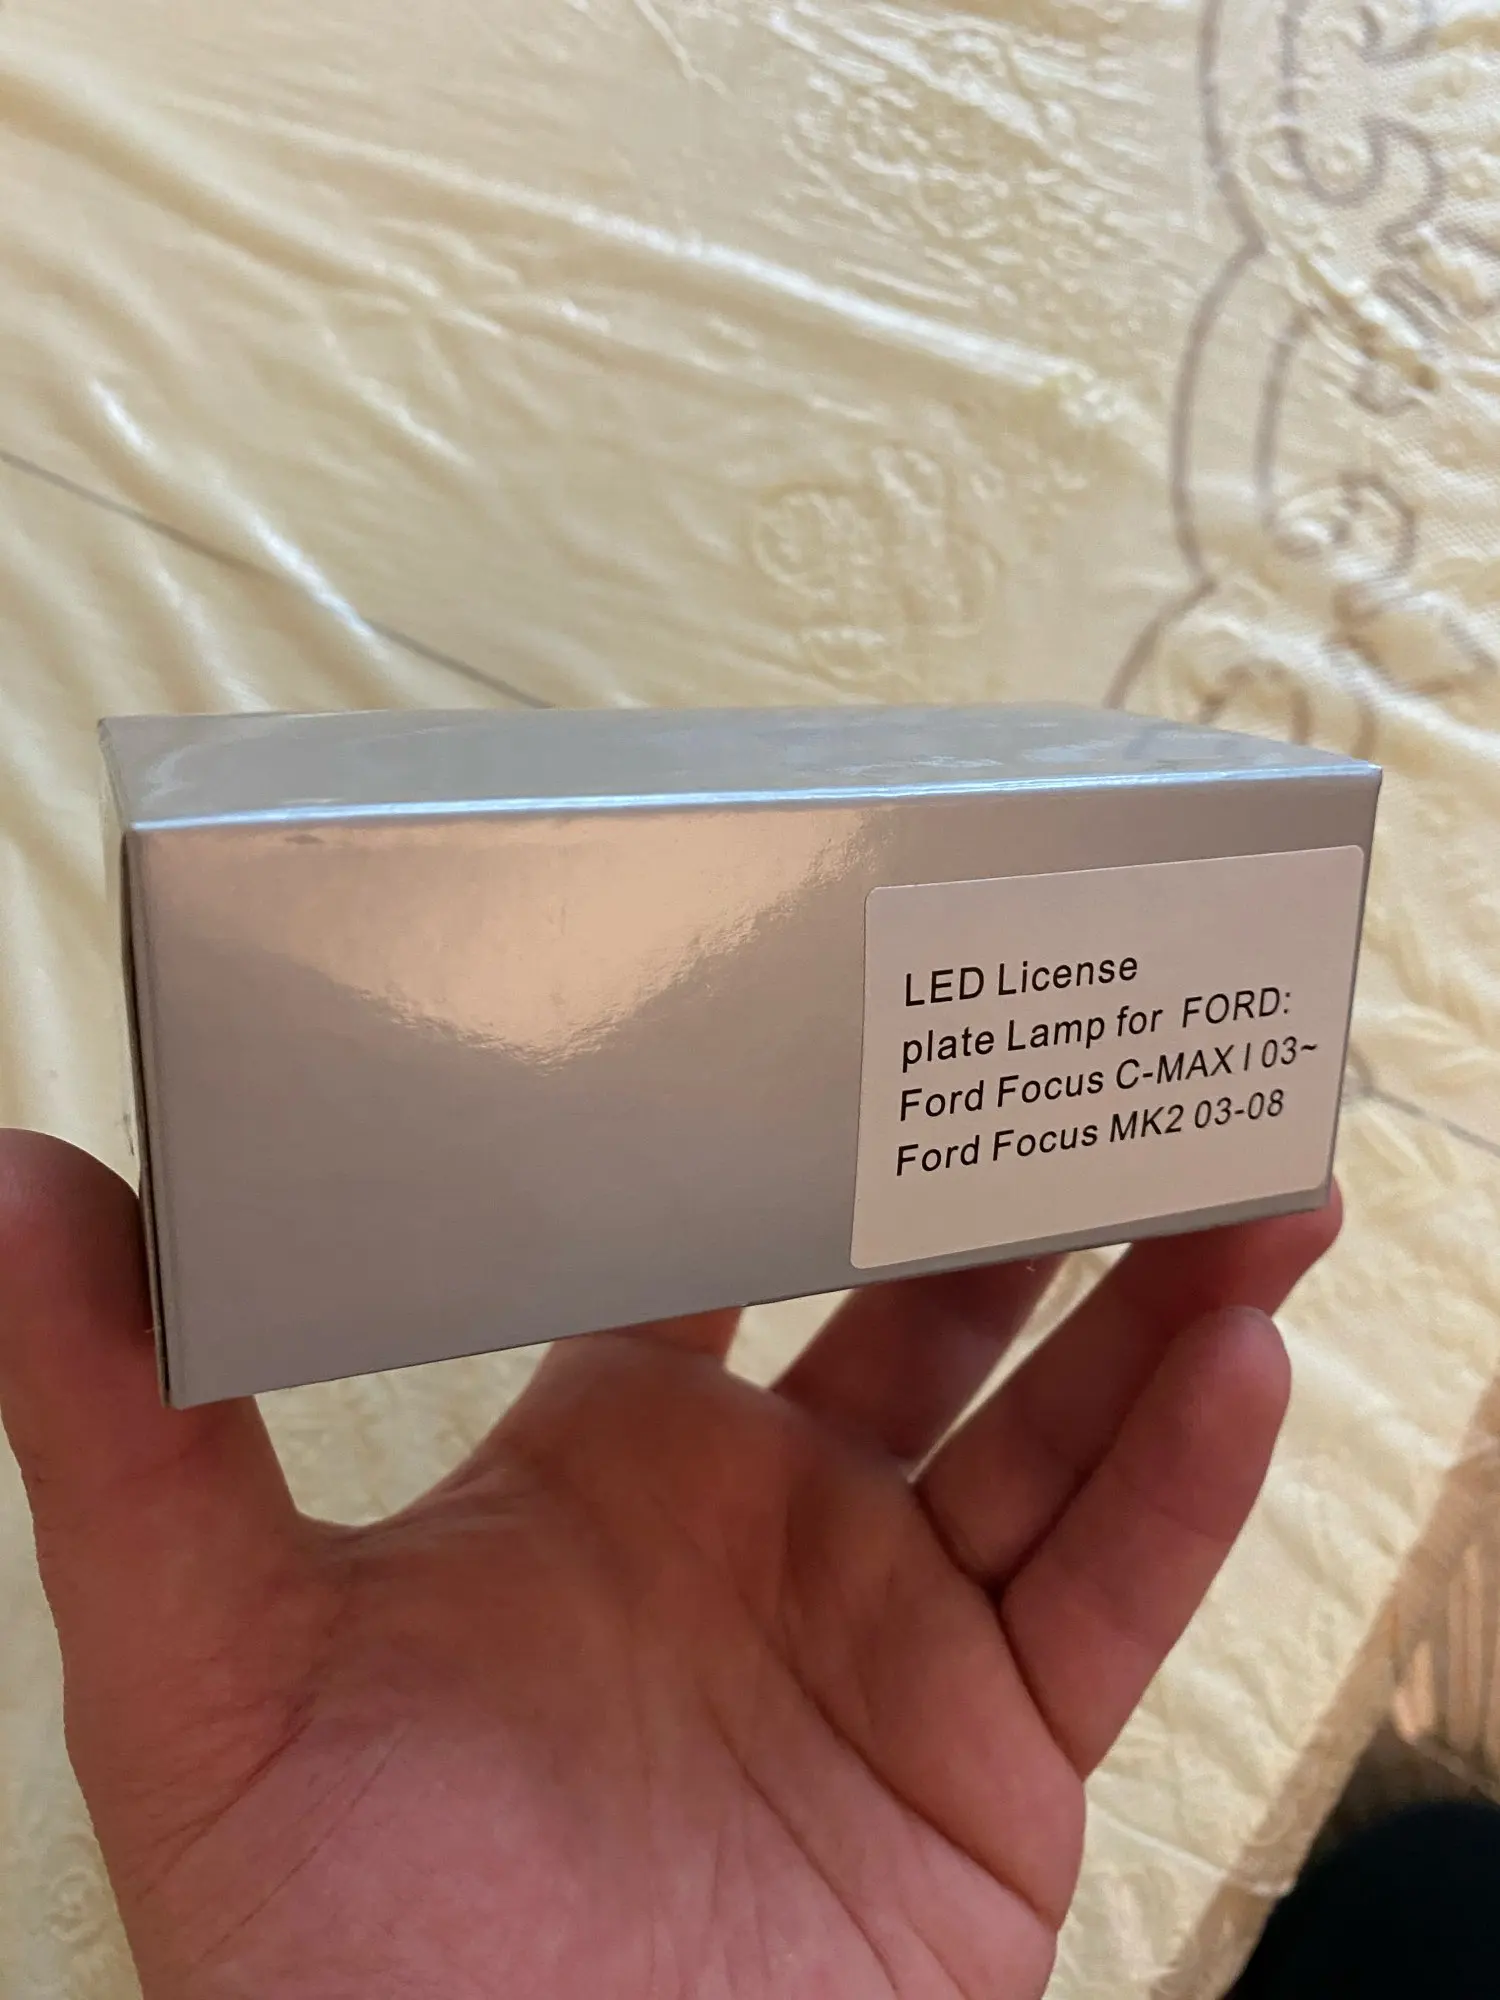 LED License
plate Lamp for FORD:
Ford Focus C-MAX I 03~
Ford Focus MK2 03-08